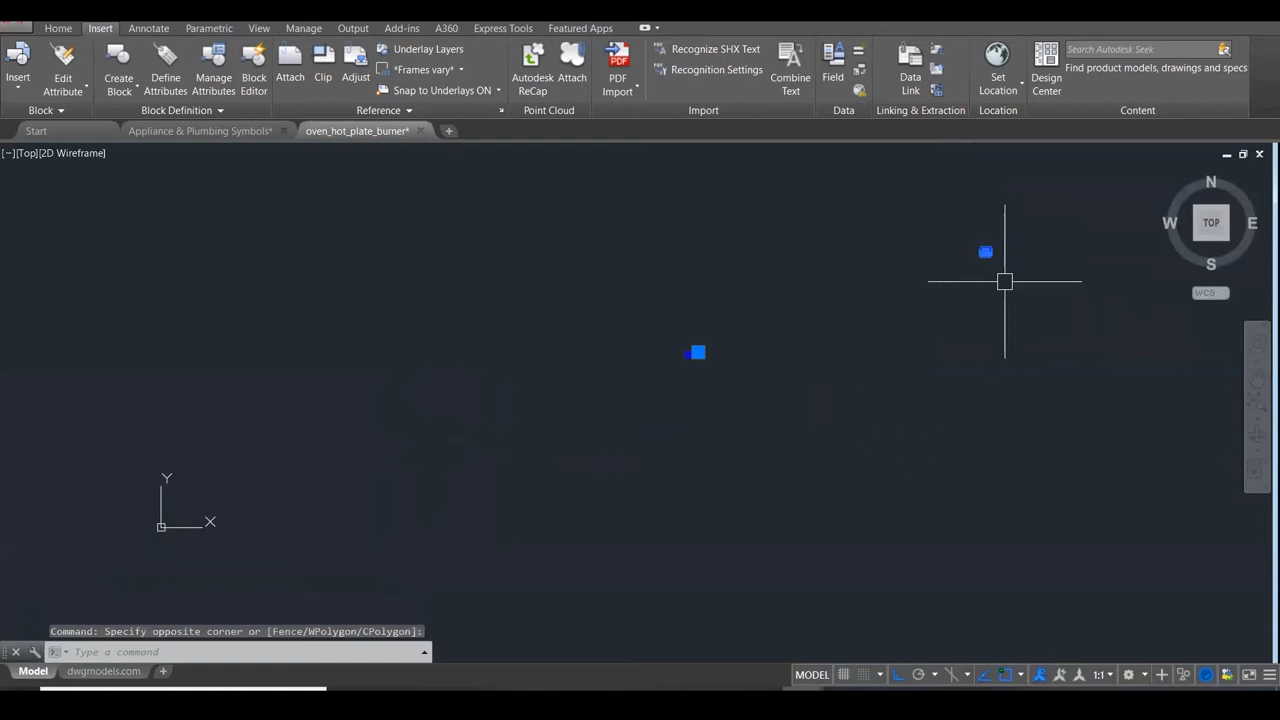 Home Insert Annotate Parametric View Manage Output Add-ins A360 Express Tools Featured Apps
Underlay Layers
*Frames vary*
Snap to Underlays ON
Recognize SHX Text
Recognition Settings
Search Autodesk Seek
Find product models, drawings and specs
Insert
Edit
Attribute
Create
Block
Define
Attributes
Manage
Attributes
Block
Editor
Attach
Clip
Adjust
Autodesk
ReCap
Attach
PDF
PDF
Import
Combine
Text
Field
Data
Link
Set
Location
Design
Center
Block
Block Definition
Reference
Point Cloud
Import
Data
Linking & Extraction
Location
Content
Start
Appliance & Plumbing Symbols*
oven_hot_plate_burner*
[−][Top][2D Wireframe]
N
W
TOP
E
S
WCS
Y
X
Command: Specify opposite corner or [Fence/WPolygon/CPolygon]:
Type a command
Model
dwgmodels.com
MODEL
1:1